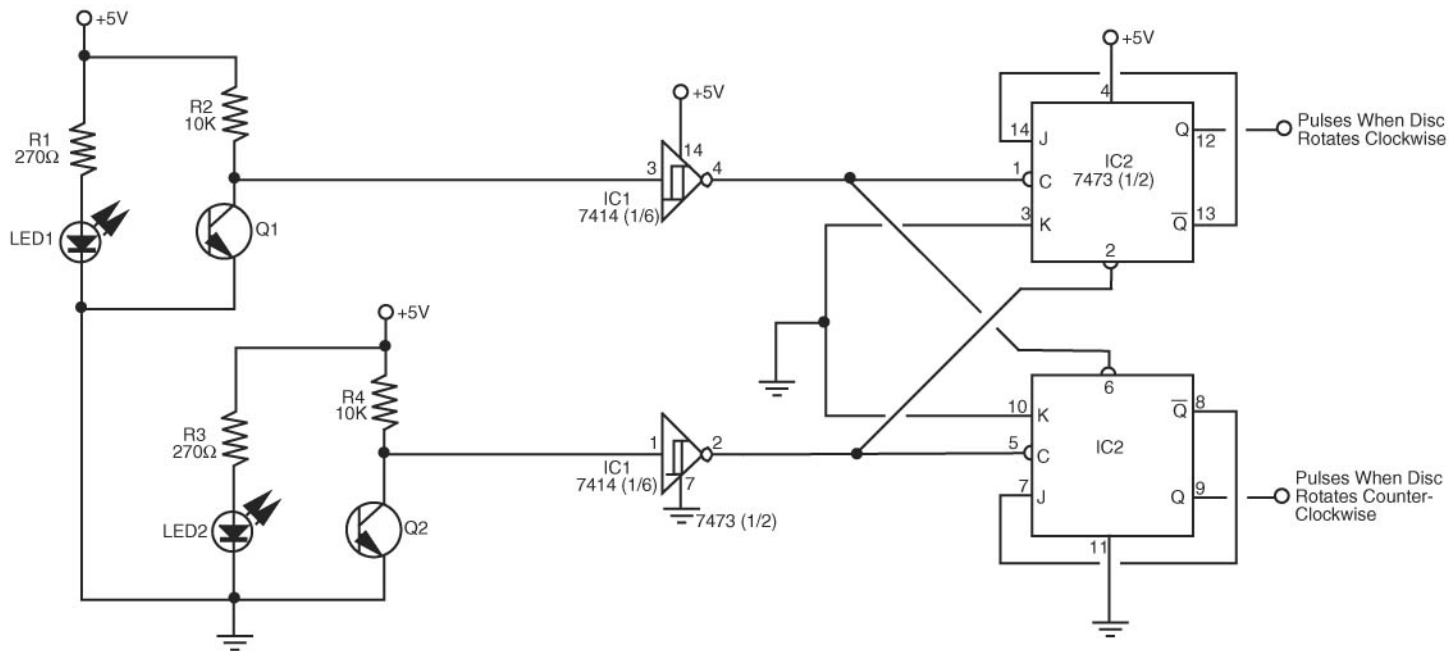 +5V
R2
10K
R1
270Ω
LED1
Q1
+5V
14
3
4
IC1
7414 (1/6)
+5V
4
14
J
Q
12
1
C
IC2
7473 (1/2)
3
K
Q̅
13
2
Pulses When Disc
Rotates Clockwise
+5V
R4
10K
R3
270Ω
LED2
Q2
1
2
IC1
7414 (1/6)
7
7473 (1/2)
6
10
K
Q̅
8
5
C
IC2
7
J
Q
9
11
Pulses When Disc
Rotates Counter-
Clockwise